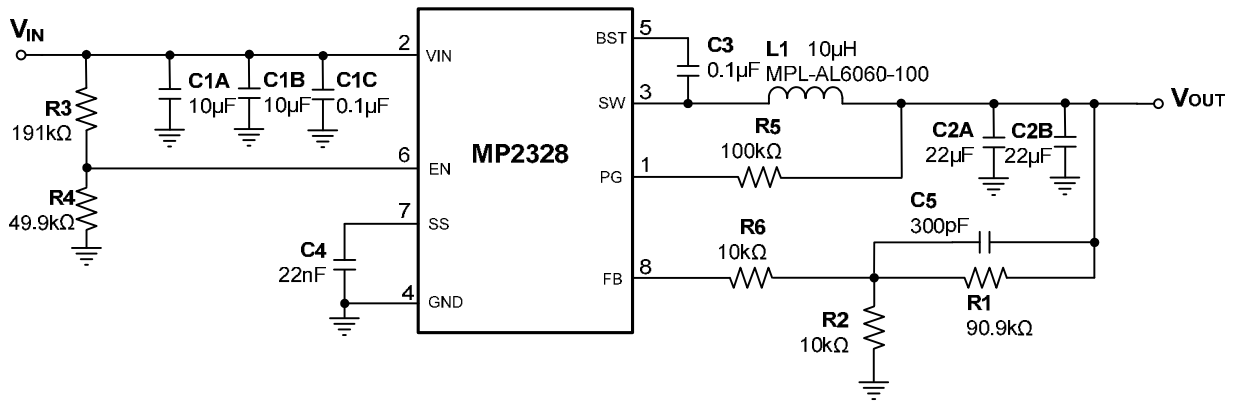 VIN
R3
191kΩ
R4
49.9kΩ
C1A
10µF
C1B
10µF
C1C
0.1µF
C4
22nF
2
VIN
6
EN
7
SS
4
GND
MP2328
BST
5
SW
3
PG
1
FB
8
C3
0.1µF
L1 10µH
MPL-AL6060-100
R5
100kΩ
C2A
22µF
C2B
22µF
VOUT
C5
300pF
R6
10kΩ
R1
90.9kΩ
R2
10kΩ